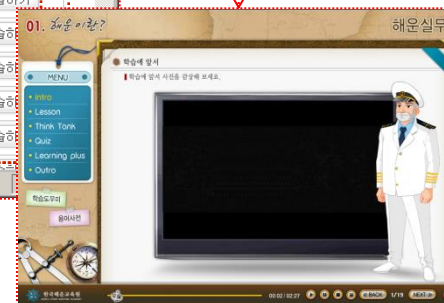 01. 해운이란?
해운실무
MENU
Intro
Lesson
Think Tank
Quiz
Learning plus
Outro
학습도우미
용어사전
학습에 앞서
학습에 앞서 사진을 감상해 보세요.
한국해운교육원
00:02 / 02:27
BACK
1/19
NEXT